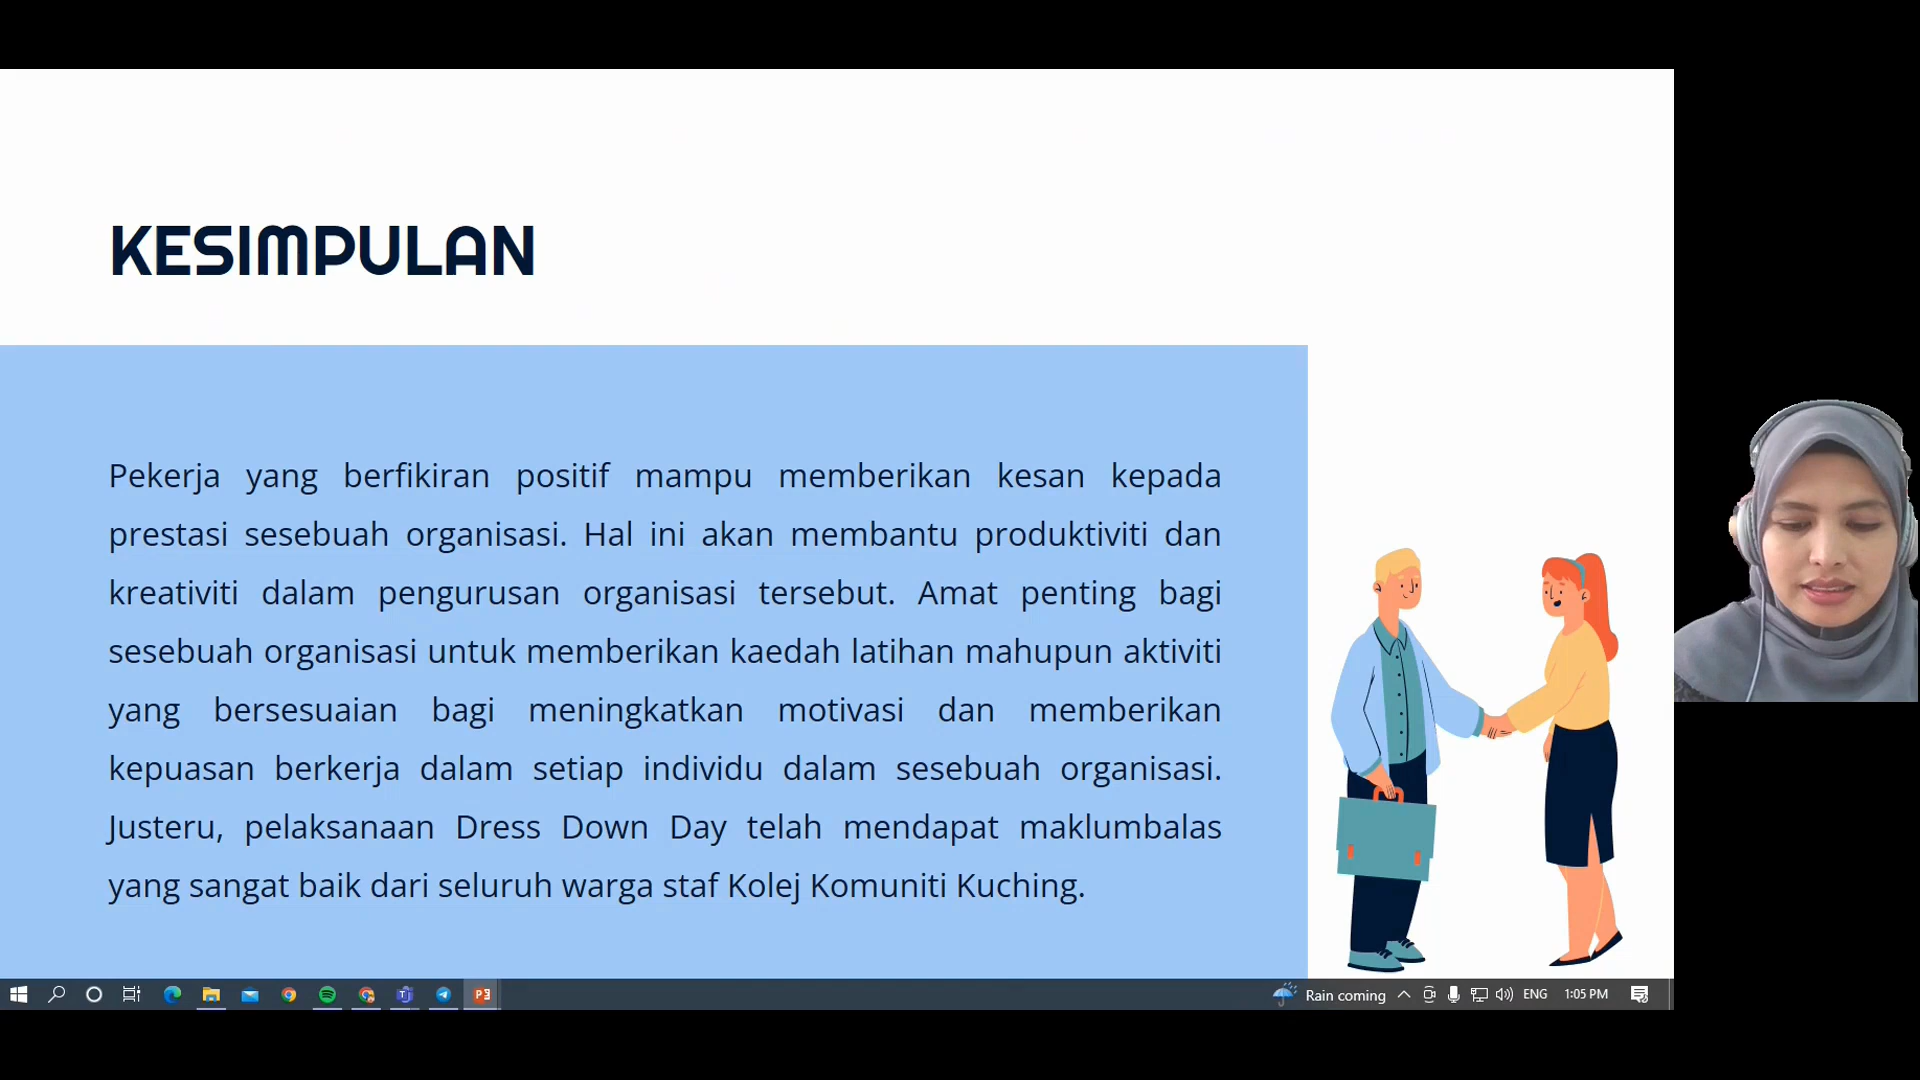 KESIMPULAN
Pekerja yang berfikiran positif mampu memberikan kesan kepada
prestasi sesebuah organisasi. Hal ini akan membantu produktiviti dan
kreativiti dalam pengurusan organisasi tersebut. Amat penting bagi
sesebuah organisasi untuk memberikan kaedah latihan mahupun aktiviti
yang bersesuaian bagi meningkatkan motivasi dan memberikan
kepuasan berkerja dalam setiap individu dalam sesebuah organisasi.
Justeru, pelaksanaan Dress Down Day telah mendapat maklumbalas
yang sangat baik dari seluruh warga staf Kolej Komuniti Kuching.
Rain coming ENG 1:05 PM